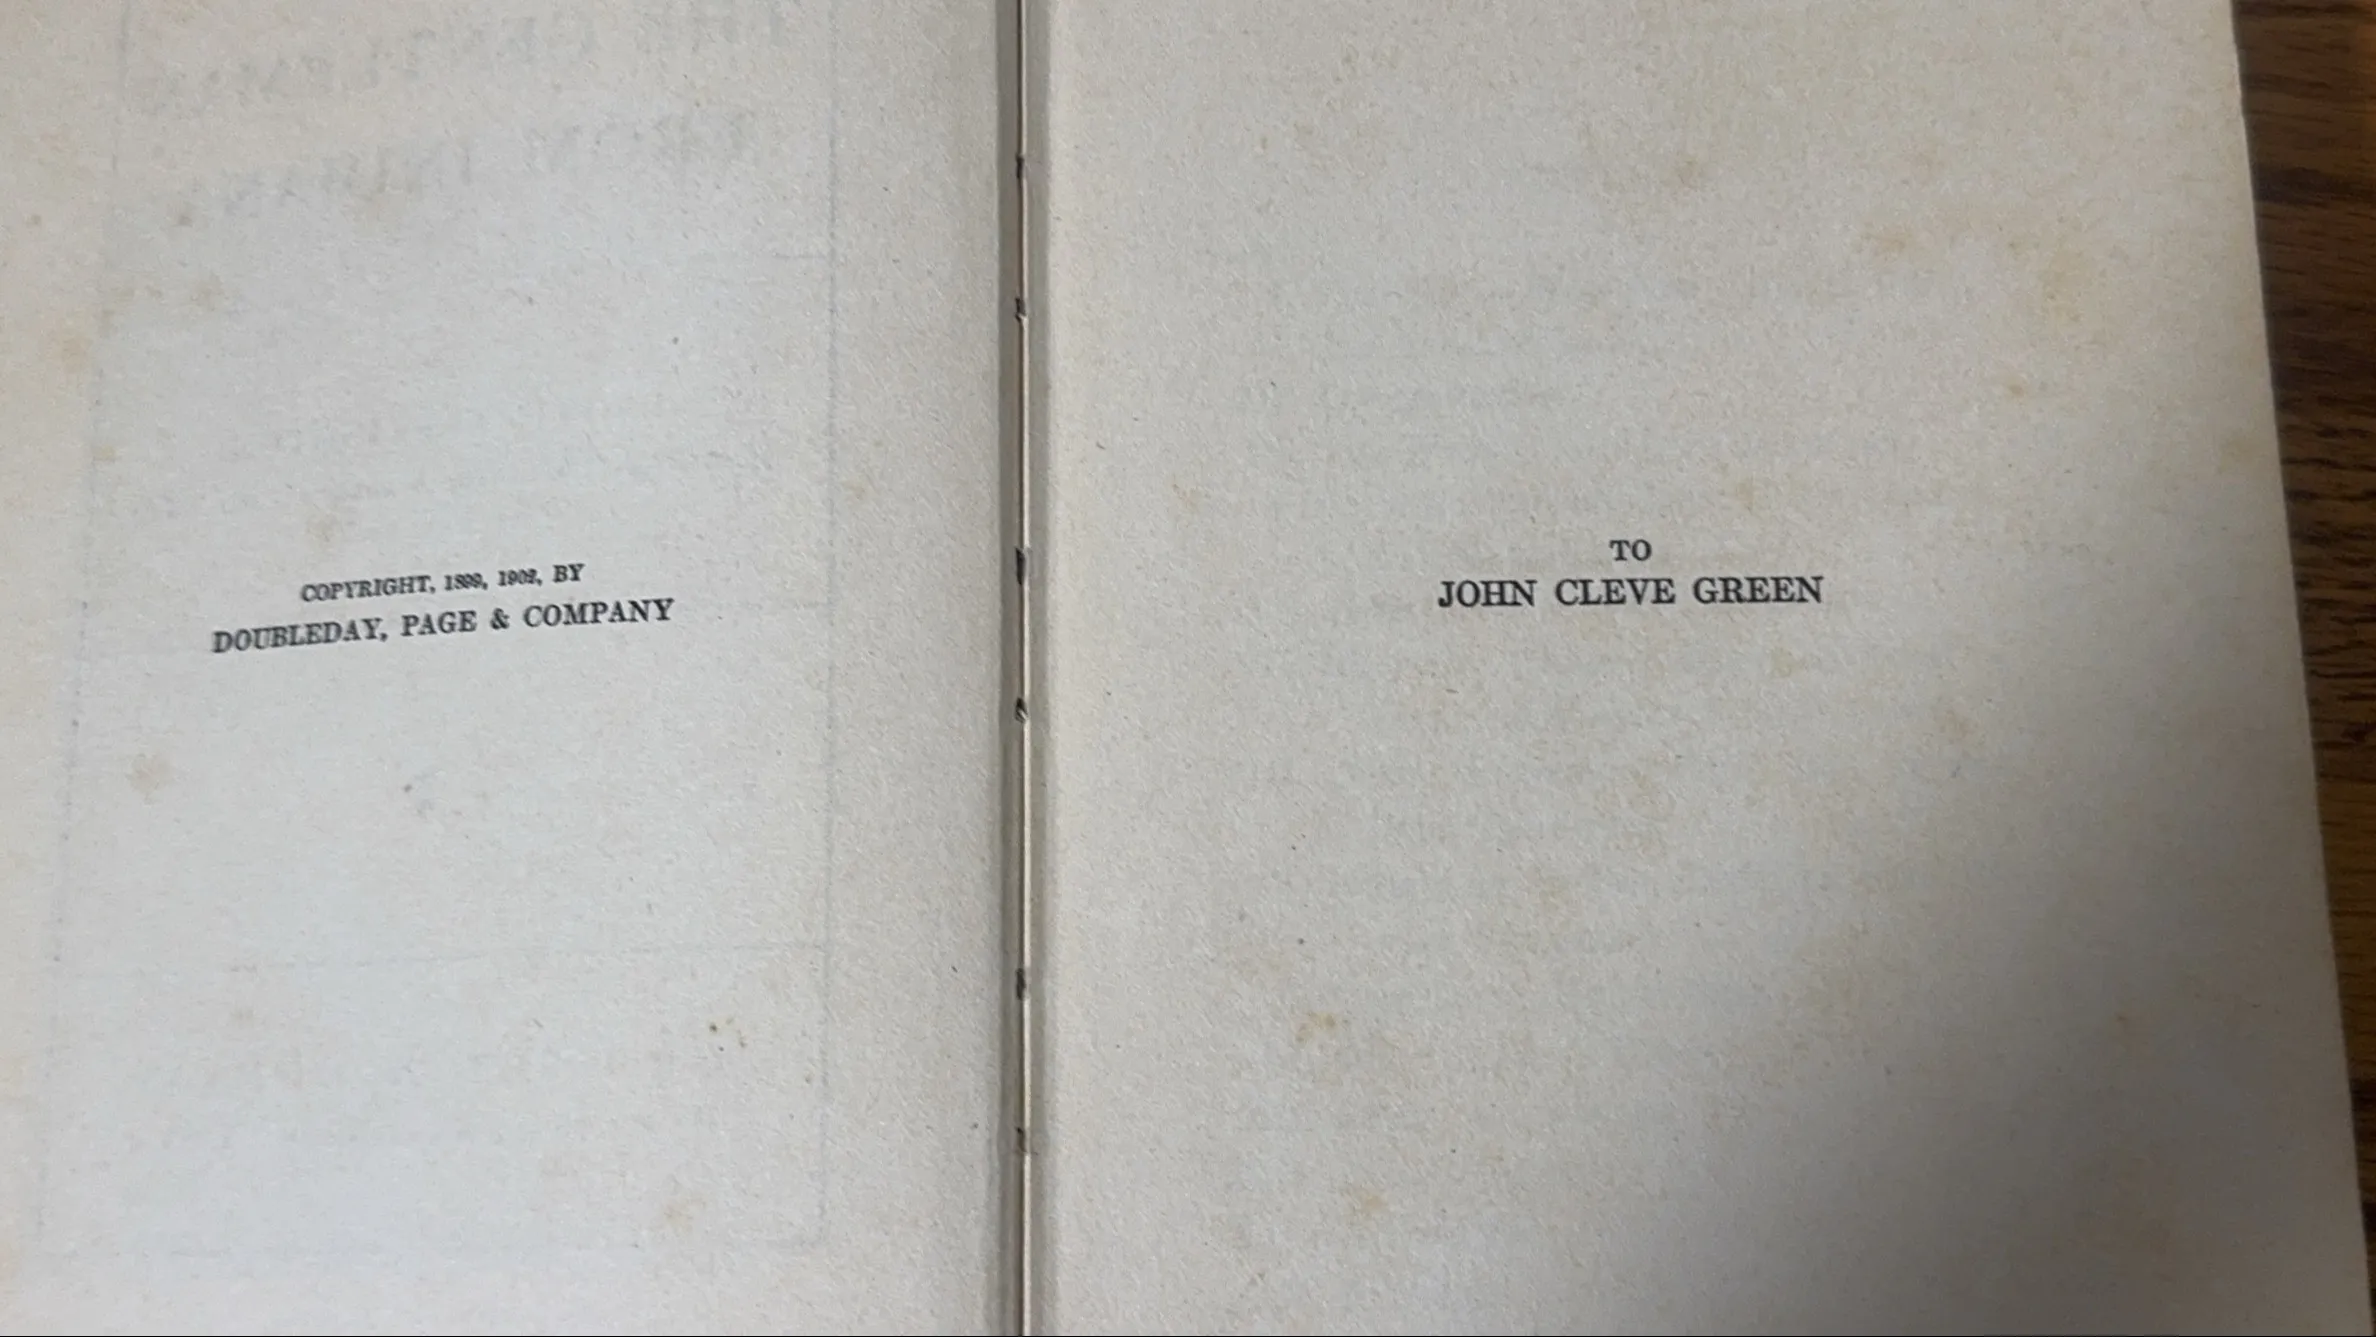 COPYRIGHT, 1899, 1902, BY
DOUBLEDAY, PAGE & COMPANY
TO
JOHN CLEVE GREEN